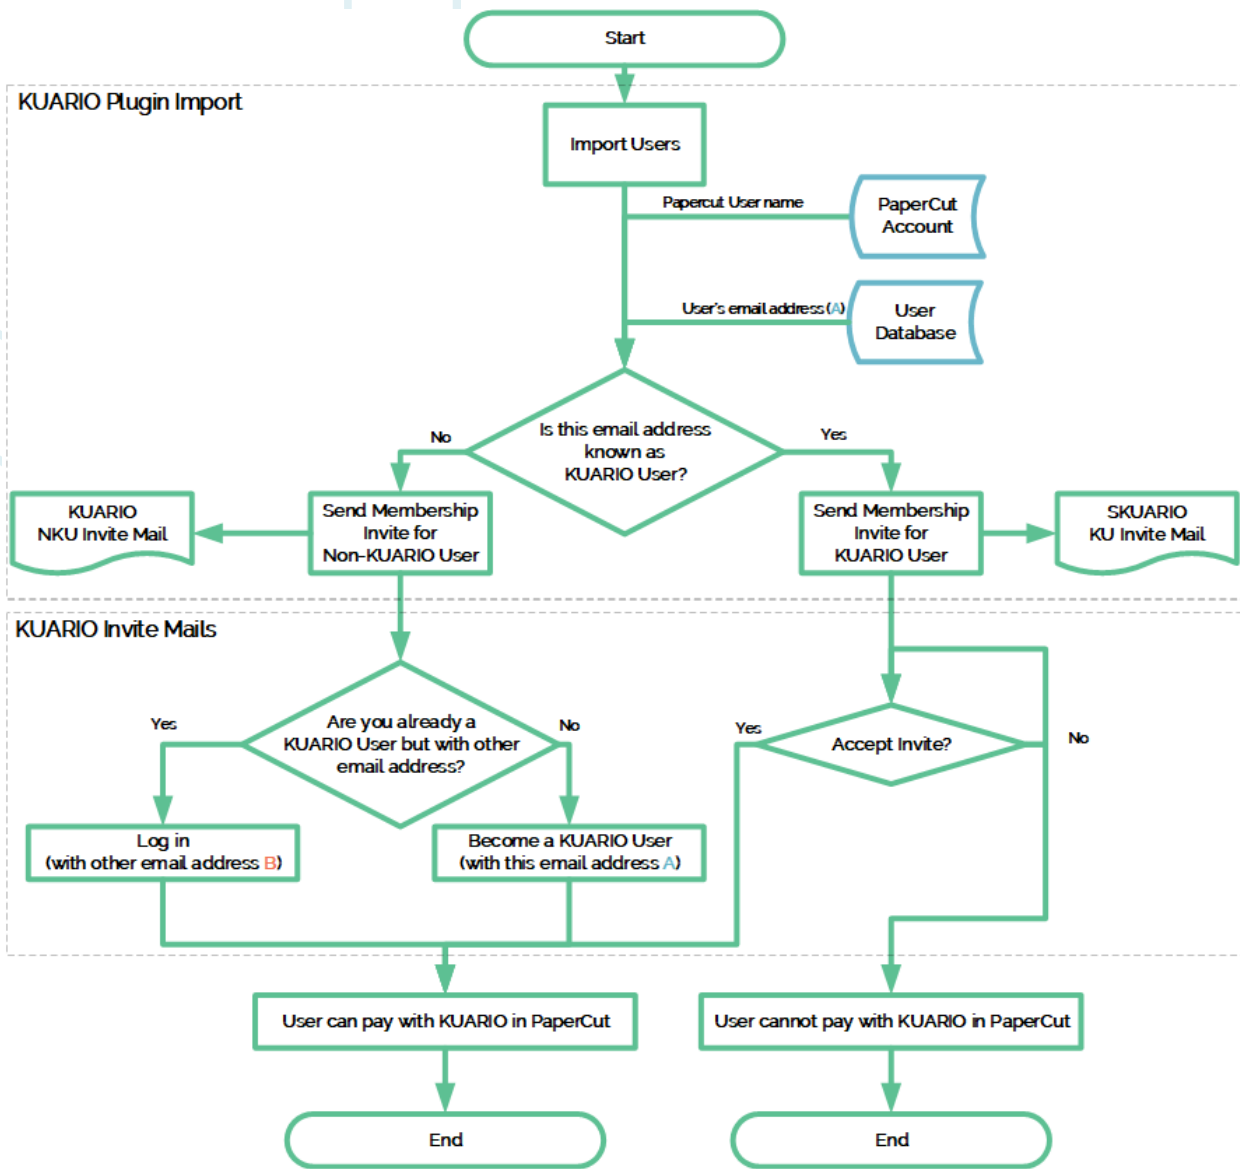 Start
KUARIO Plugin Import
Import Users
Papercut User name
PaperCut
Account
User's email address (A)
User
Database
Is this email address
known as
KUARIO User?
No
Yes
KUARIO
NKU Invite Mail
Send Membership
Invite for
Non-KUARIO User
Send Membership
Invite for
KUARIO User
SKUARIO
KU Invite Mail
KUARIO Invite Mails
Are you already a
KUARIO User but with other
email address?
Yes
No
Accept Invite?
Yes
No
Log in
(with other email address B)
Become a KUARIO User
(with this email address A)
User can pay with KUARIO in PaperCut
User cannot pay with KUARIO in PaperCut
End
End